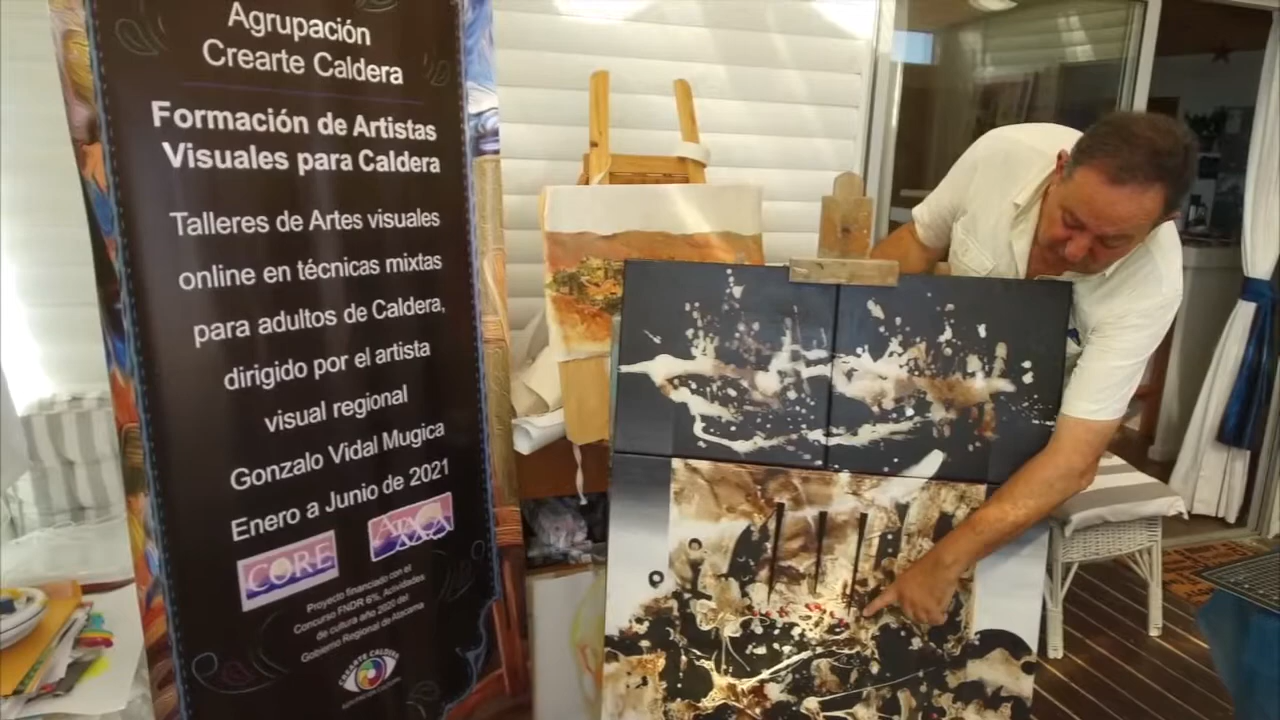 Agrupación
Crearte Caldera
Formación de Artistas
Visuales para Caldera
Talleres de Artes visuales
online en técnicas mixtas
para adultos de Caldera,
dirigido por el artista
visual regional
Gonzalo Vidal Mugica
Enero a Junio de 2021
CORE
ATACA
Proyecto financiado con el
Concurso FNDR 6%, Actividades
de cultura año 2020 del
Gobierno Regional de Atacama
CREARTE CALDERA